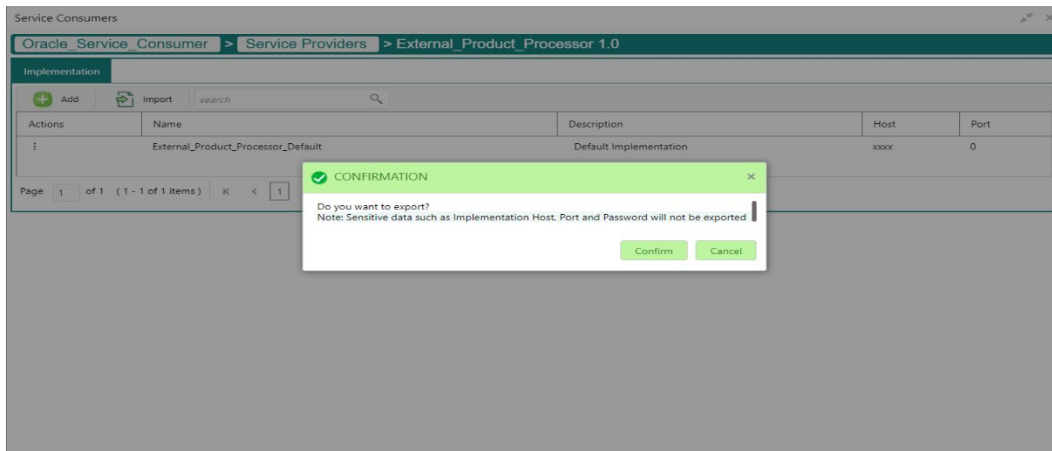 Service Consumers
Oracle_Service_Consumer > Service Providers > External_Product_Processor 1.0
Implementation
Add Import search
Actions Name Description Host Port
External_Product_Processor_Default Default Implementation xxxx 0
Page 1 of 1 (1 - 1 of 1 items) K < 1
CONFIRMATION
Do you want to export?
Note: Sensitive data such as Implementation Host, Port and Password will not be exported
Confirm Cancel